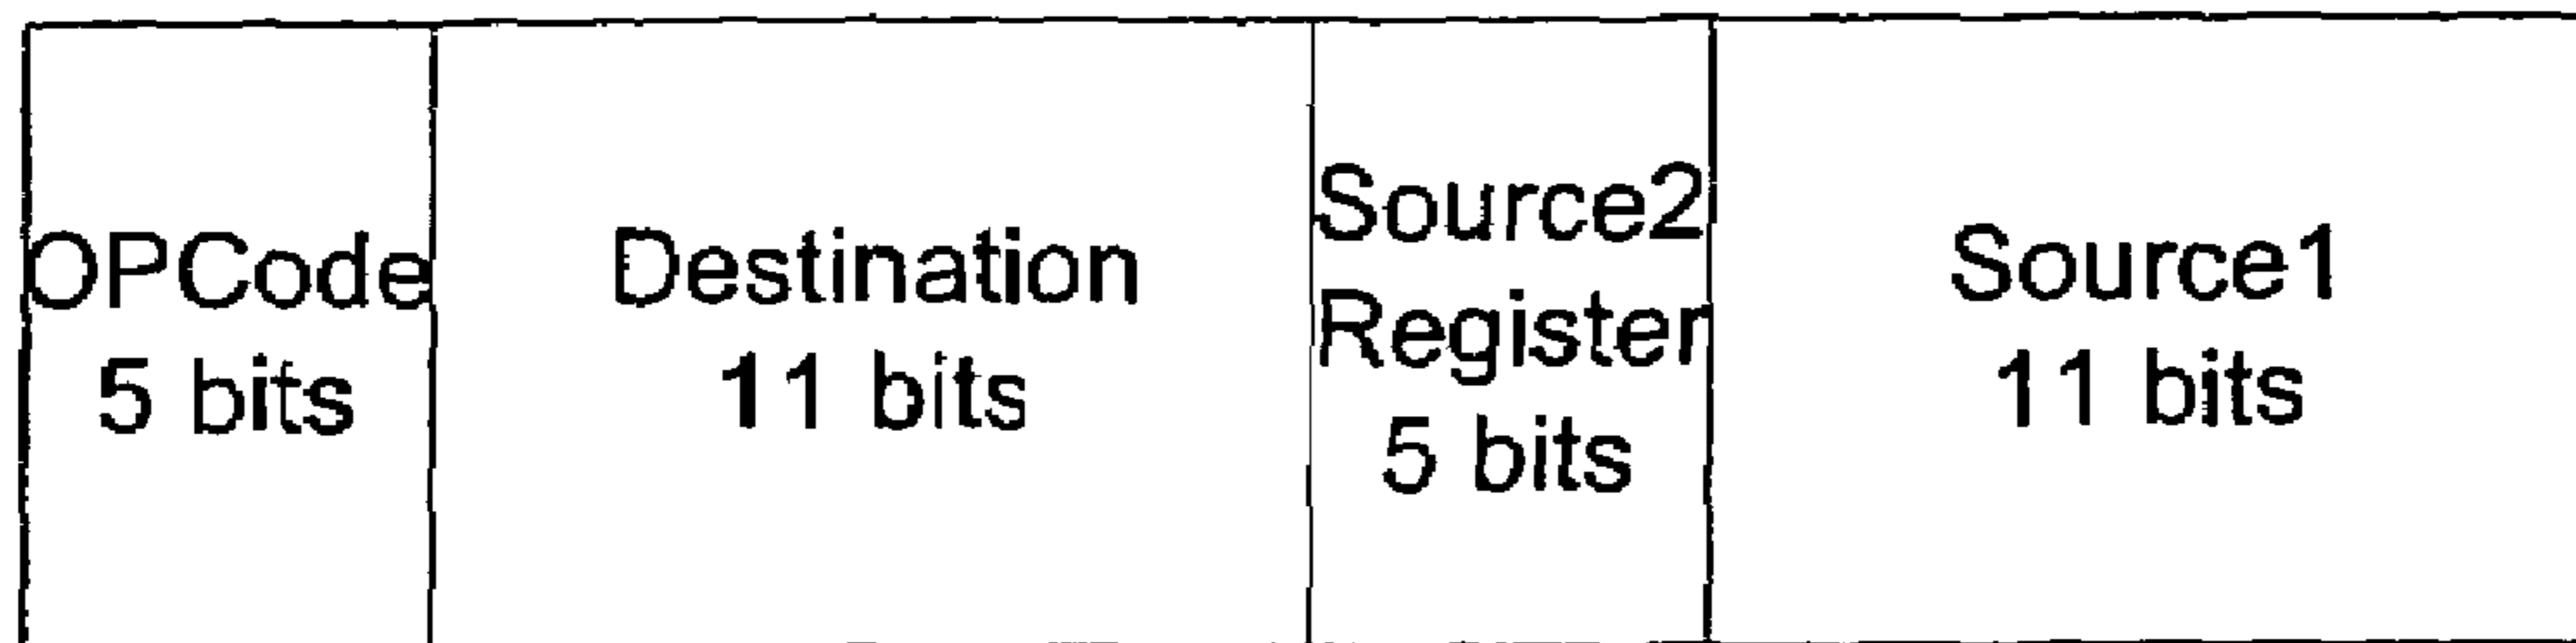 OPCode
5 bits
Destination
11 bits
Source2
Register
5 bits
Source1
11 bits